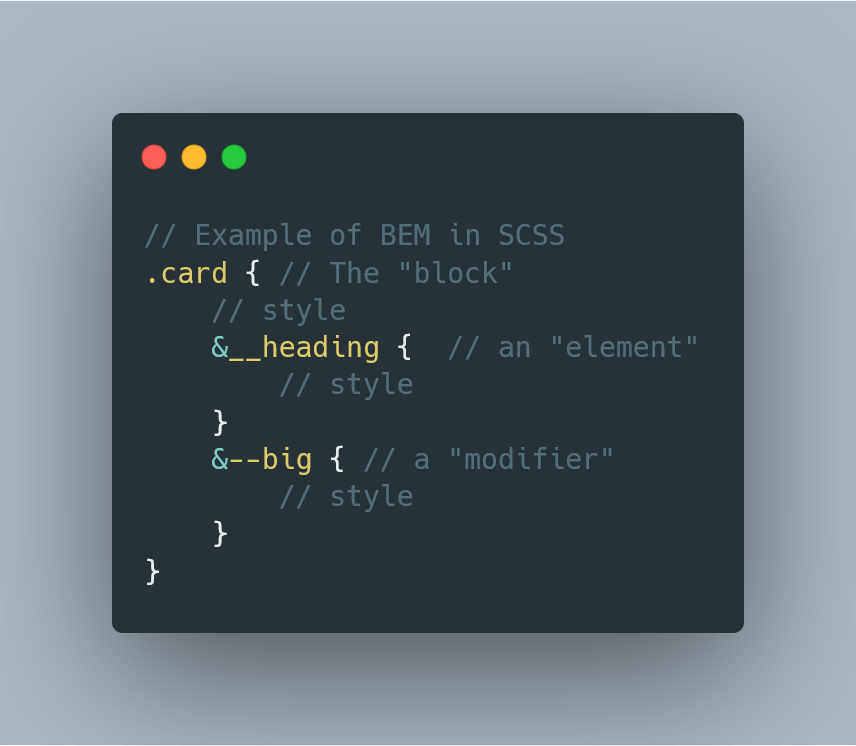 // Example of BEM in SCSS
.card { // The "block"
    // style
    &__heading {  // an "element"
        // style
    }
    &--big { // a "modifier"
        // style
    }
}